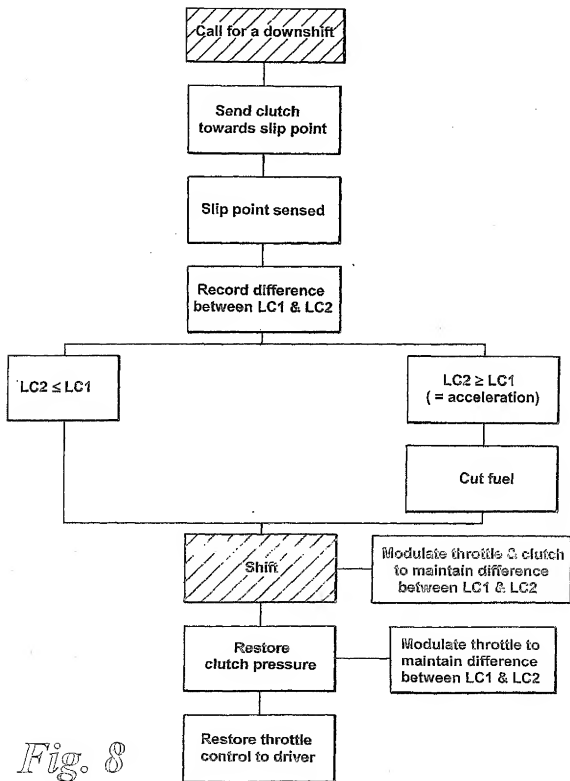 Call for a downshift
Send clutch
towards slip point
Slip point sensed
Record difference
between LC1 & LC2
LC2 ≤ LC1
LC2 ≥ LC1
( = acceleration)
Cut fuel
Shift
Modulate throttle & clutch
to maintain difference
between LC1 & LC2
Restore
clutch pressure
Modulate throttle to
maintain difference
between LC1 & LC2
Restore throttle
control to driver
Fig. 8